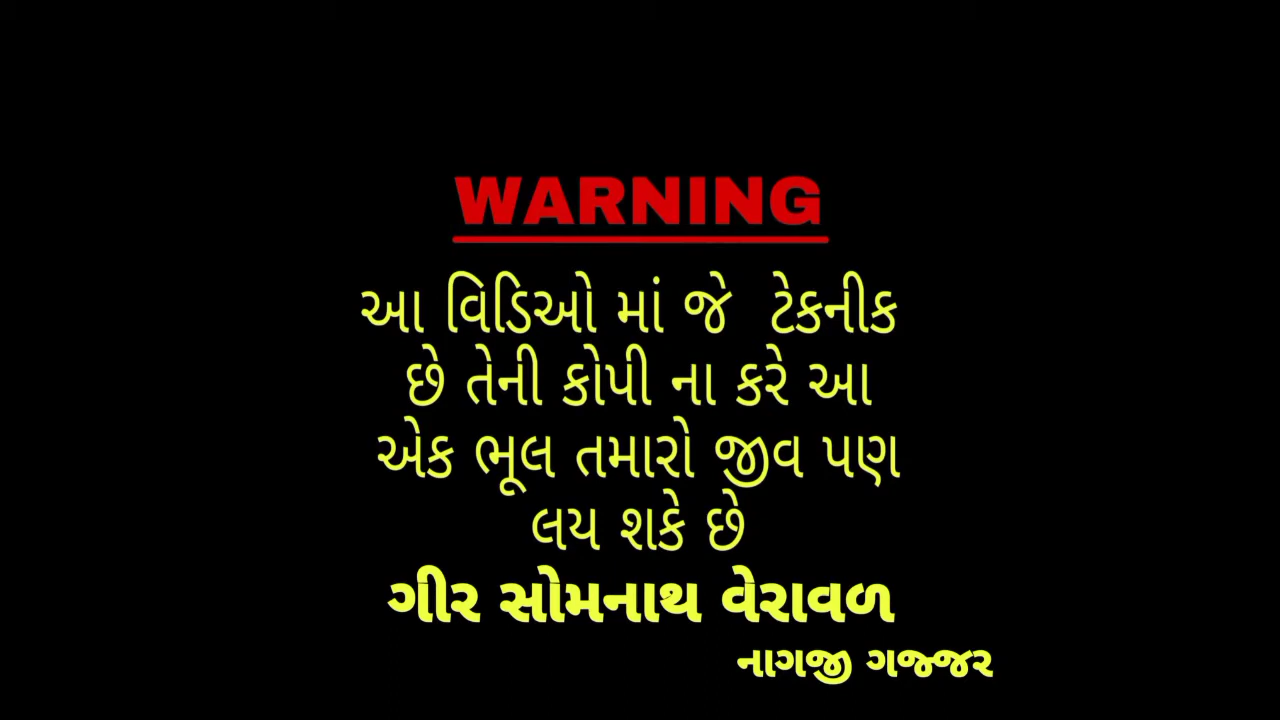 WARNING
આ વિડિઓ માં જે ટેકનીક
છે તેની કોપી ના કરે આ
એક ભૂલ તમારો જીવ પણ
લય શકે છે
ગીર સોમનાથ વેરાવળ
નાગજી ગજ્જર